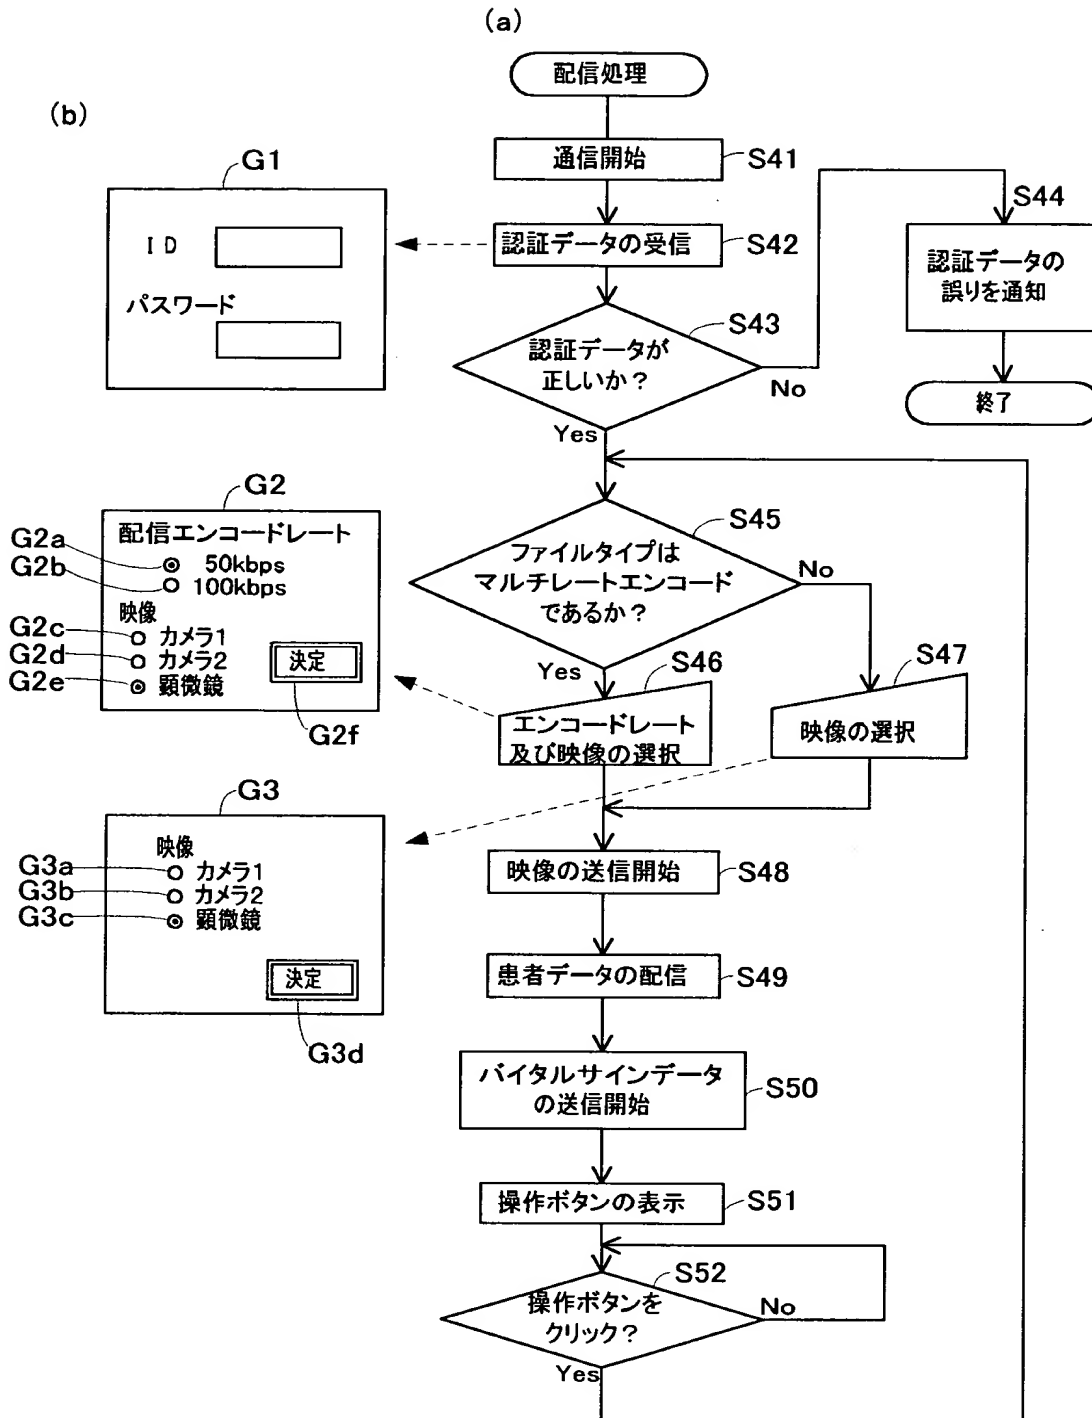 (a)
配信処理
(b)
通信開始
S41
G1
ID
パスワード
認証データの受信
S42
S44
認証データの
誤りを通知
S43
認証データが
正しいか？
No
終了
Yes
G2
配信エンコードレート
G2a
50kbps
G2b
100kbps
映像
G2c
カメラ1
G2d
カメラ2
G2e
顕微鏡
決定
G2f
S45
ファイルタイプは
マルチレートエンコード
であるか？
No
Yes
S46
エンコードレート
及び映像の選択
S47
映像の選択
G3
映像
G3a
カメラ1
G3b
カメラ2
G3c
顕微鏡
決定
G3d
映像の送信開始
S48
患者データの配信
S49
バイタルサインデータ
の送信開始
S50
操作ボタンの表示
S51
S52
操作ボタンを
クリック？
No
Yes